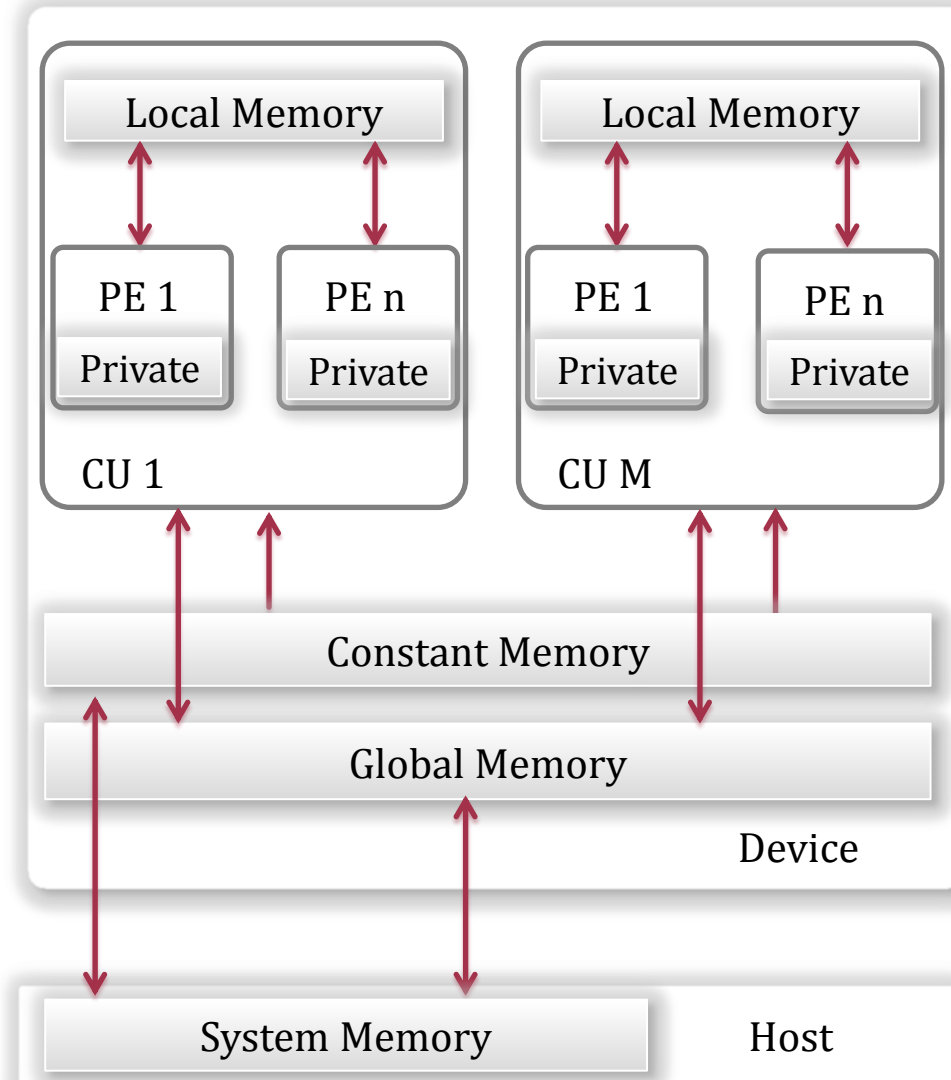 Local Memory
Local Memory
PE 1
PE n
PE 1
PE n
Private
Private
Private
Private
CU 1
CU M
Constant Memory
Global Memory
Device
System Memory
Host